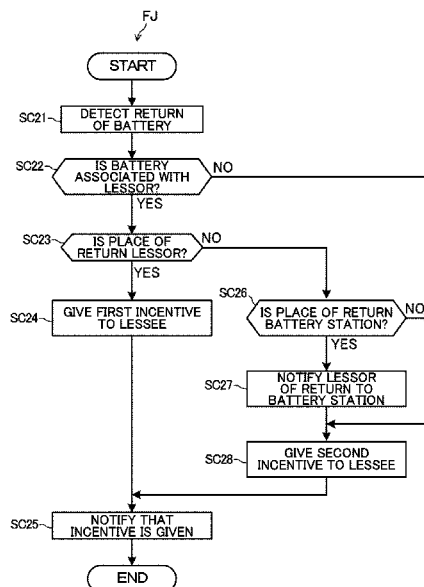 FJ
START
SC21
DETECT RETURN
OF BATTERY
SC22
IS BATTERY
ASSOCIATED WITH
LESSOR?
NO
YES
SC23
IS PLACE OF
RETURN LESSOR?
NO
YES
SC24
GIVE FIRST INCENTIVE
TO LESSEE
SC26
IS PLACE OF RETURN
BATTERY STATION?
NO
YES
SC27
NOTIFY LESSOR
OF RETURN TO
BATTERY STATION
SC28
GIVE SECOND
INCENTIVE TO LESSEE
SC25
NOTIFY THAT
INCENTIVE IS GIVEN
END